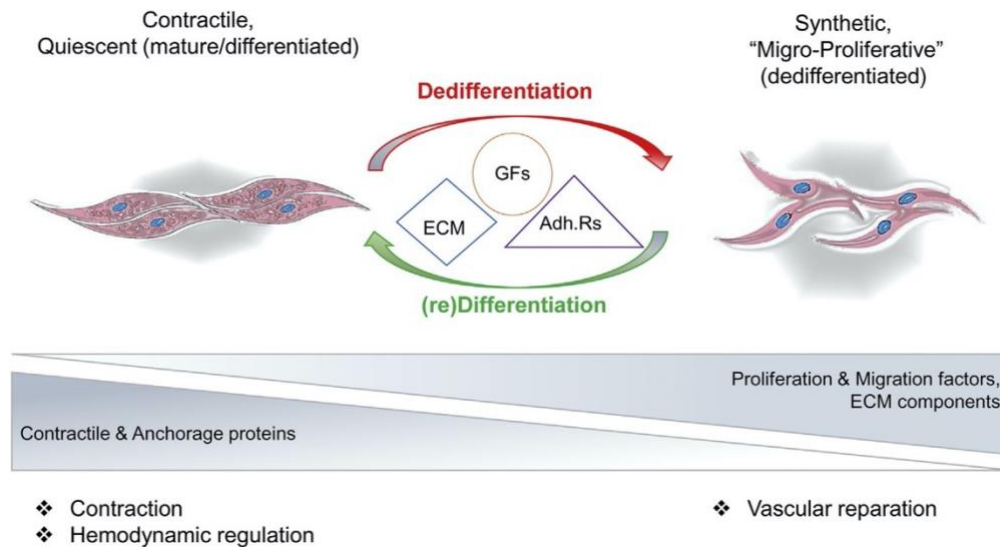 Contractile,
Quiescent (mature/differentiated)
Synthetic,
“Migro-Proliferative”
(dedifferentiated)
Dedifferentiation
GFs
ECM
Adh.Rs
(re)Differentiation
Proliferation & Migration factors,
ECM components
Contractile & Anchorage proteins
❖ Contraction
❖ Hemodynamic regulation
❖ Vascular reparation